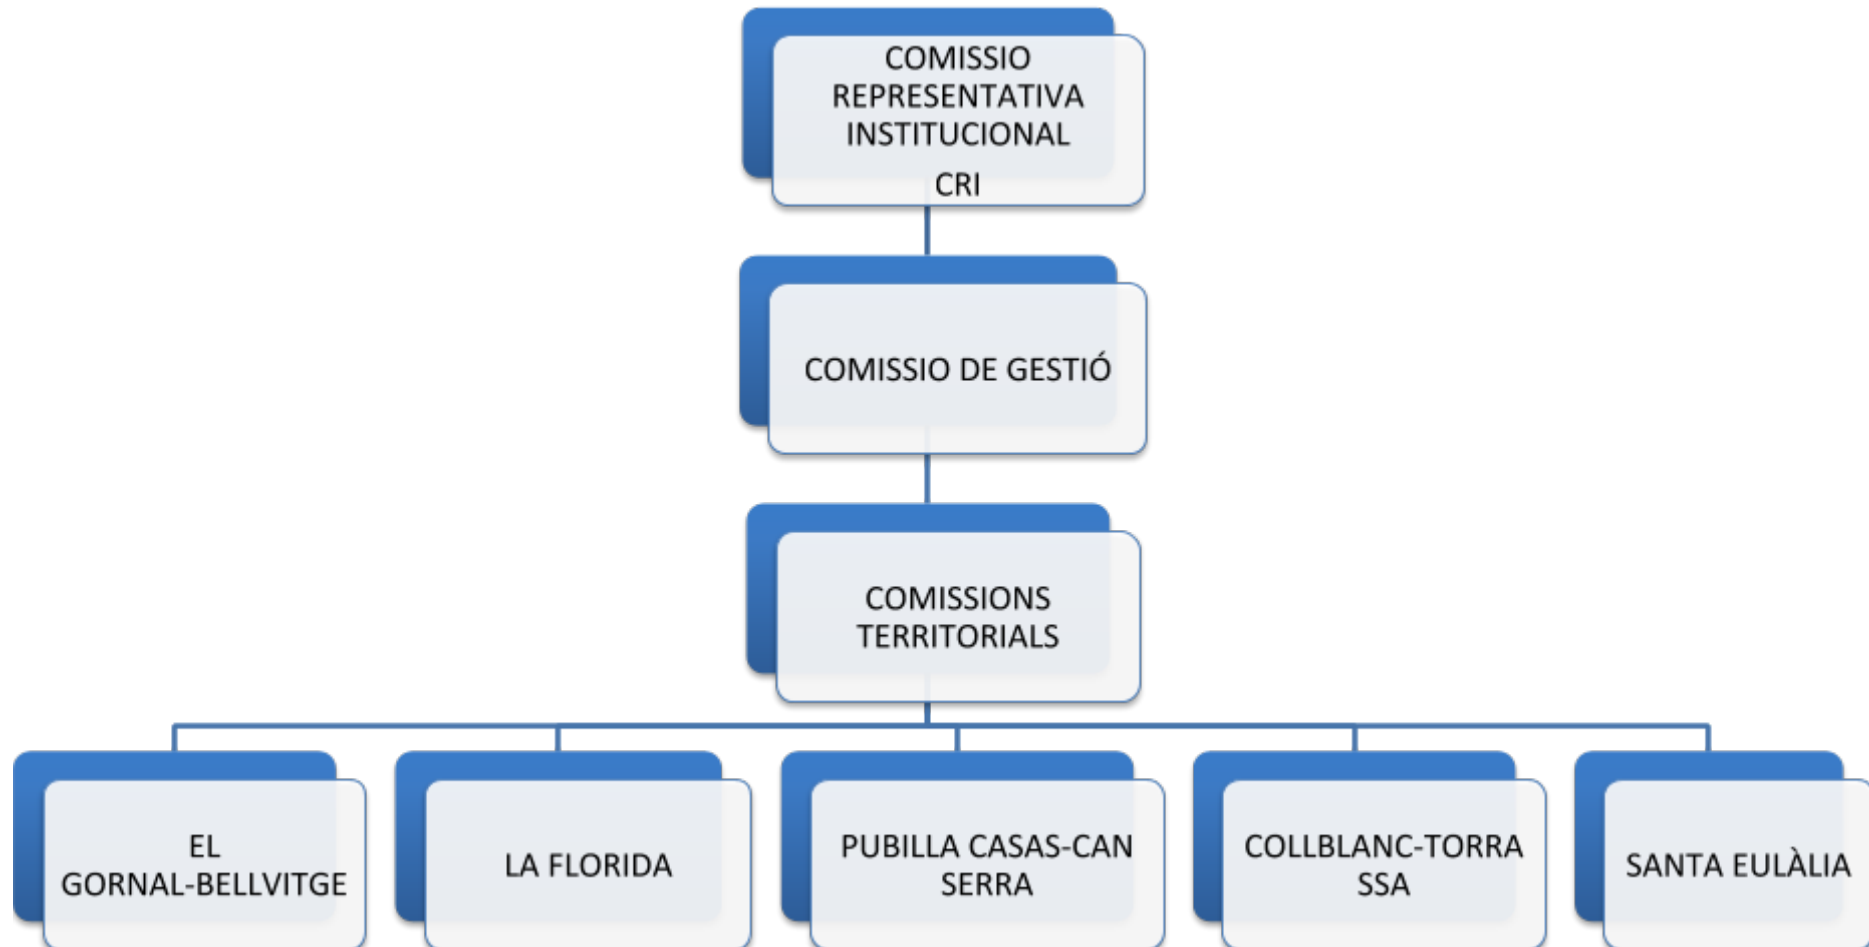 COMISSIO
REPRESENTATIVA
INSTITUCIONAL
CRI
COMISSIO DE GESTIÓ
COMISSIONS
TERRITORIALS
EL
GORNAL-BELLVITGE
LA FLORIDA
PUBILLA CASAS-CAN
SERRA
COLLBLANC-TORRA
SSA
SANTA EULÀLIA